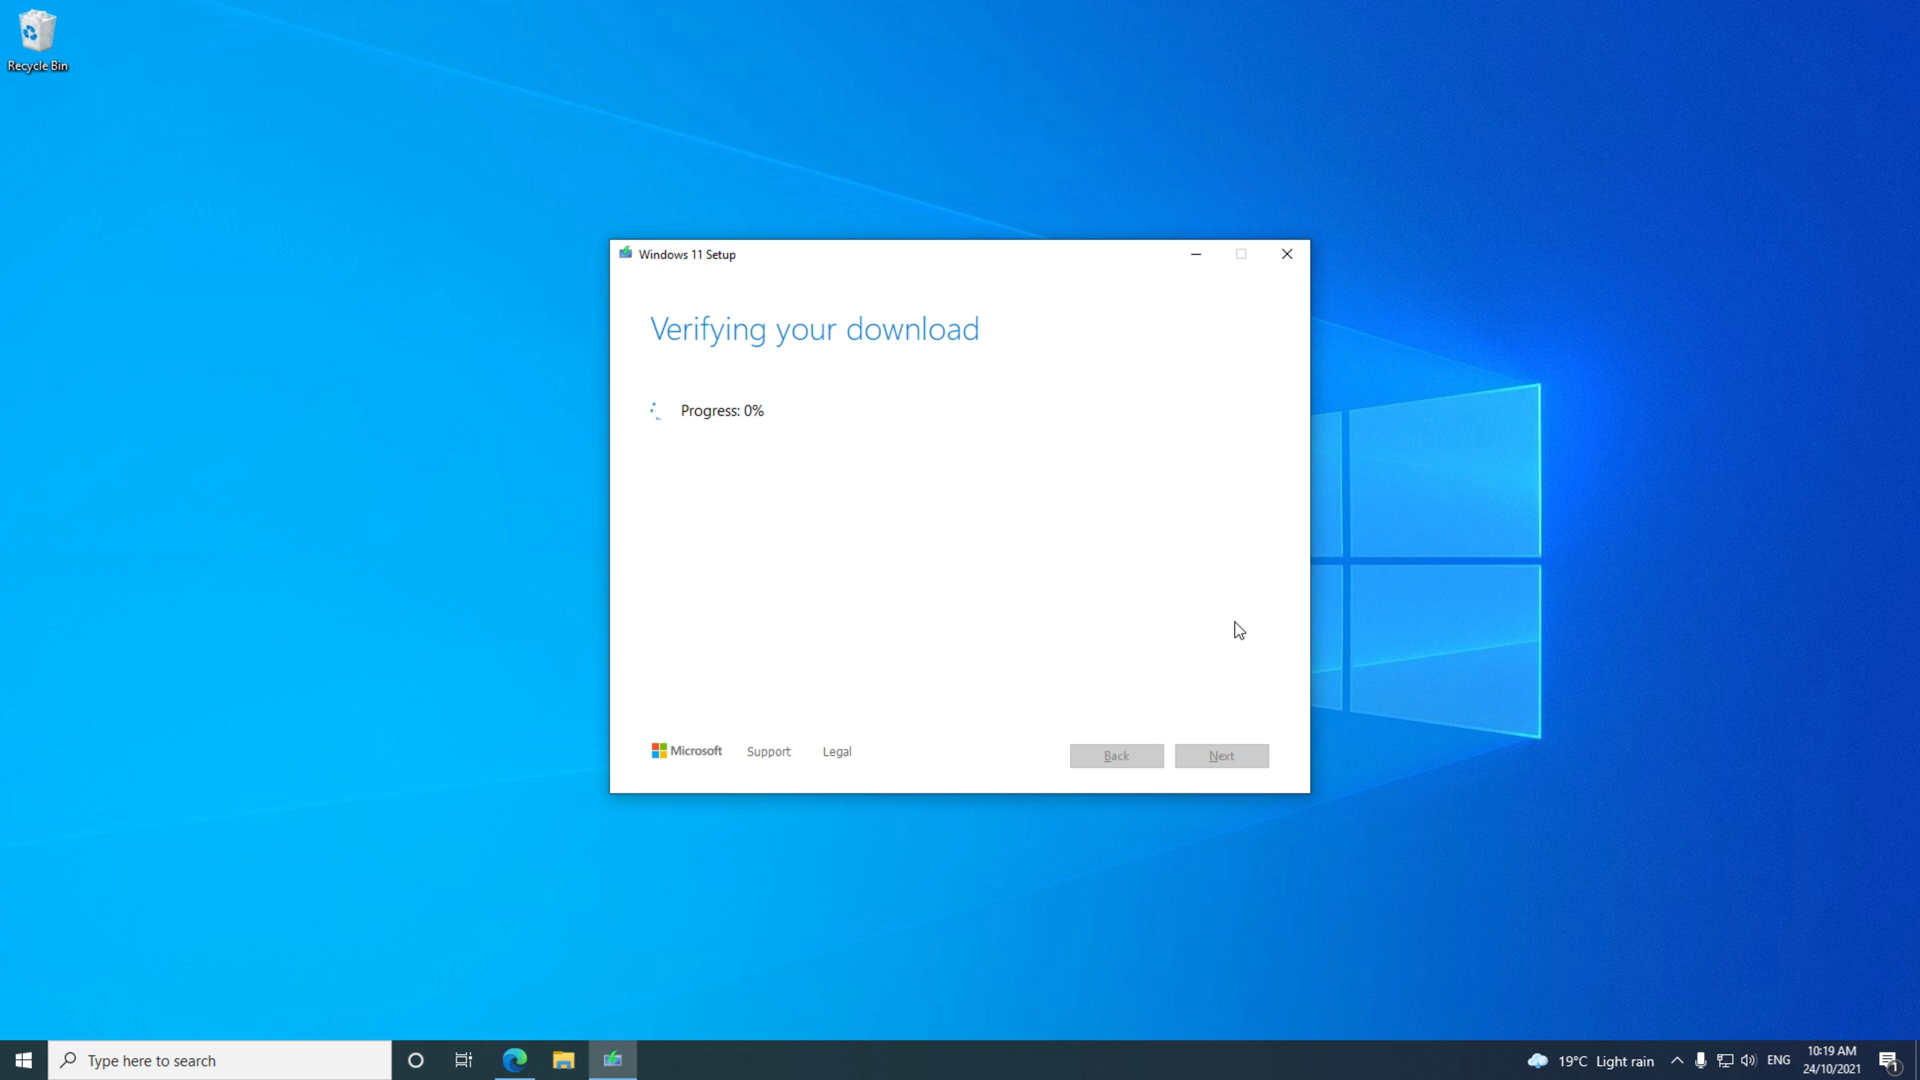 Recycle Bin
Windows 11 Setup
Verifying your download
Progress: 0%
Microsoft Support Legal
Back Next
Type here to search
19°C Light rain
ENG
10:19 AM
24/10/2021
1